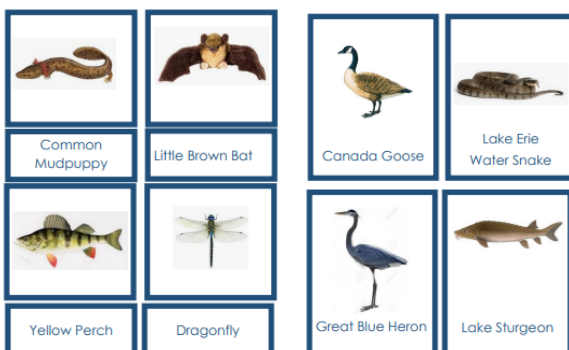 Common
Mudpuppy
Little Brown Bat
Canada Goose
Lake Erie
Water Snake
Yellow Perch
Dragonfly
Great Blue Heron
Lake Sturgeon